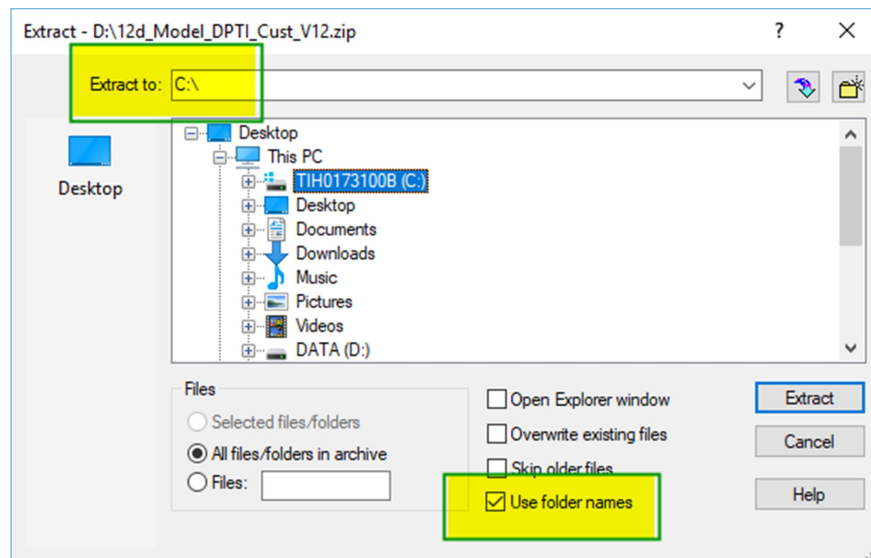 Extract - D:\12d_Model_DPTI_Cust_V12.zip
Extract to: C:\
Desktop
Desktop
This PC
TIH0173100B (C:)
Desktop
Documents
Downloads
Music
Pictures
Videos
DATA (D:)
Files
Selected files/folders
All files/folders in archive
Files:
Open Explorer window
Overwrite existing files
Skip older files
Use folder names
Extract
Cancel
Help